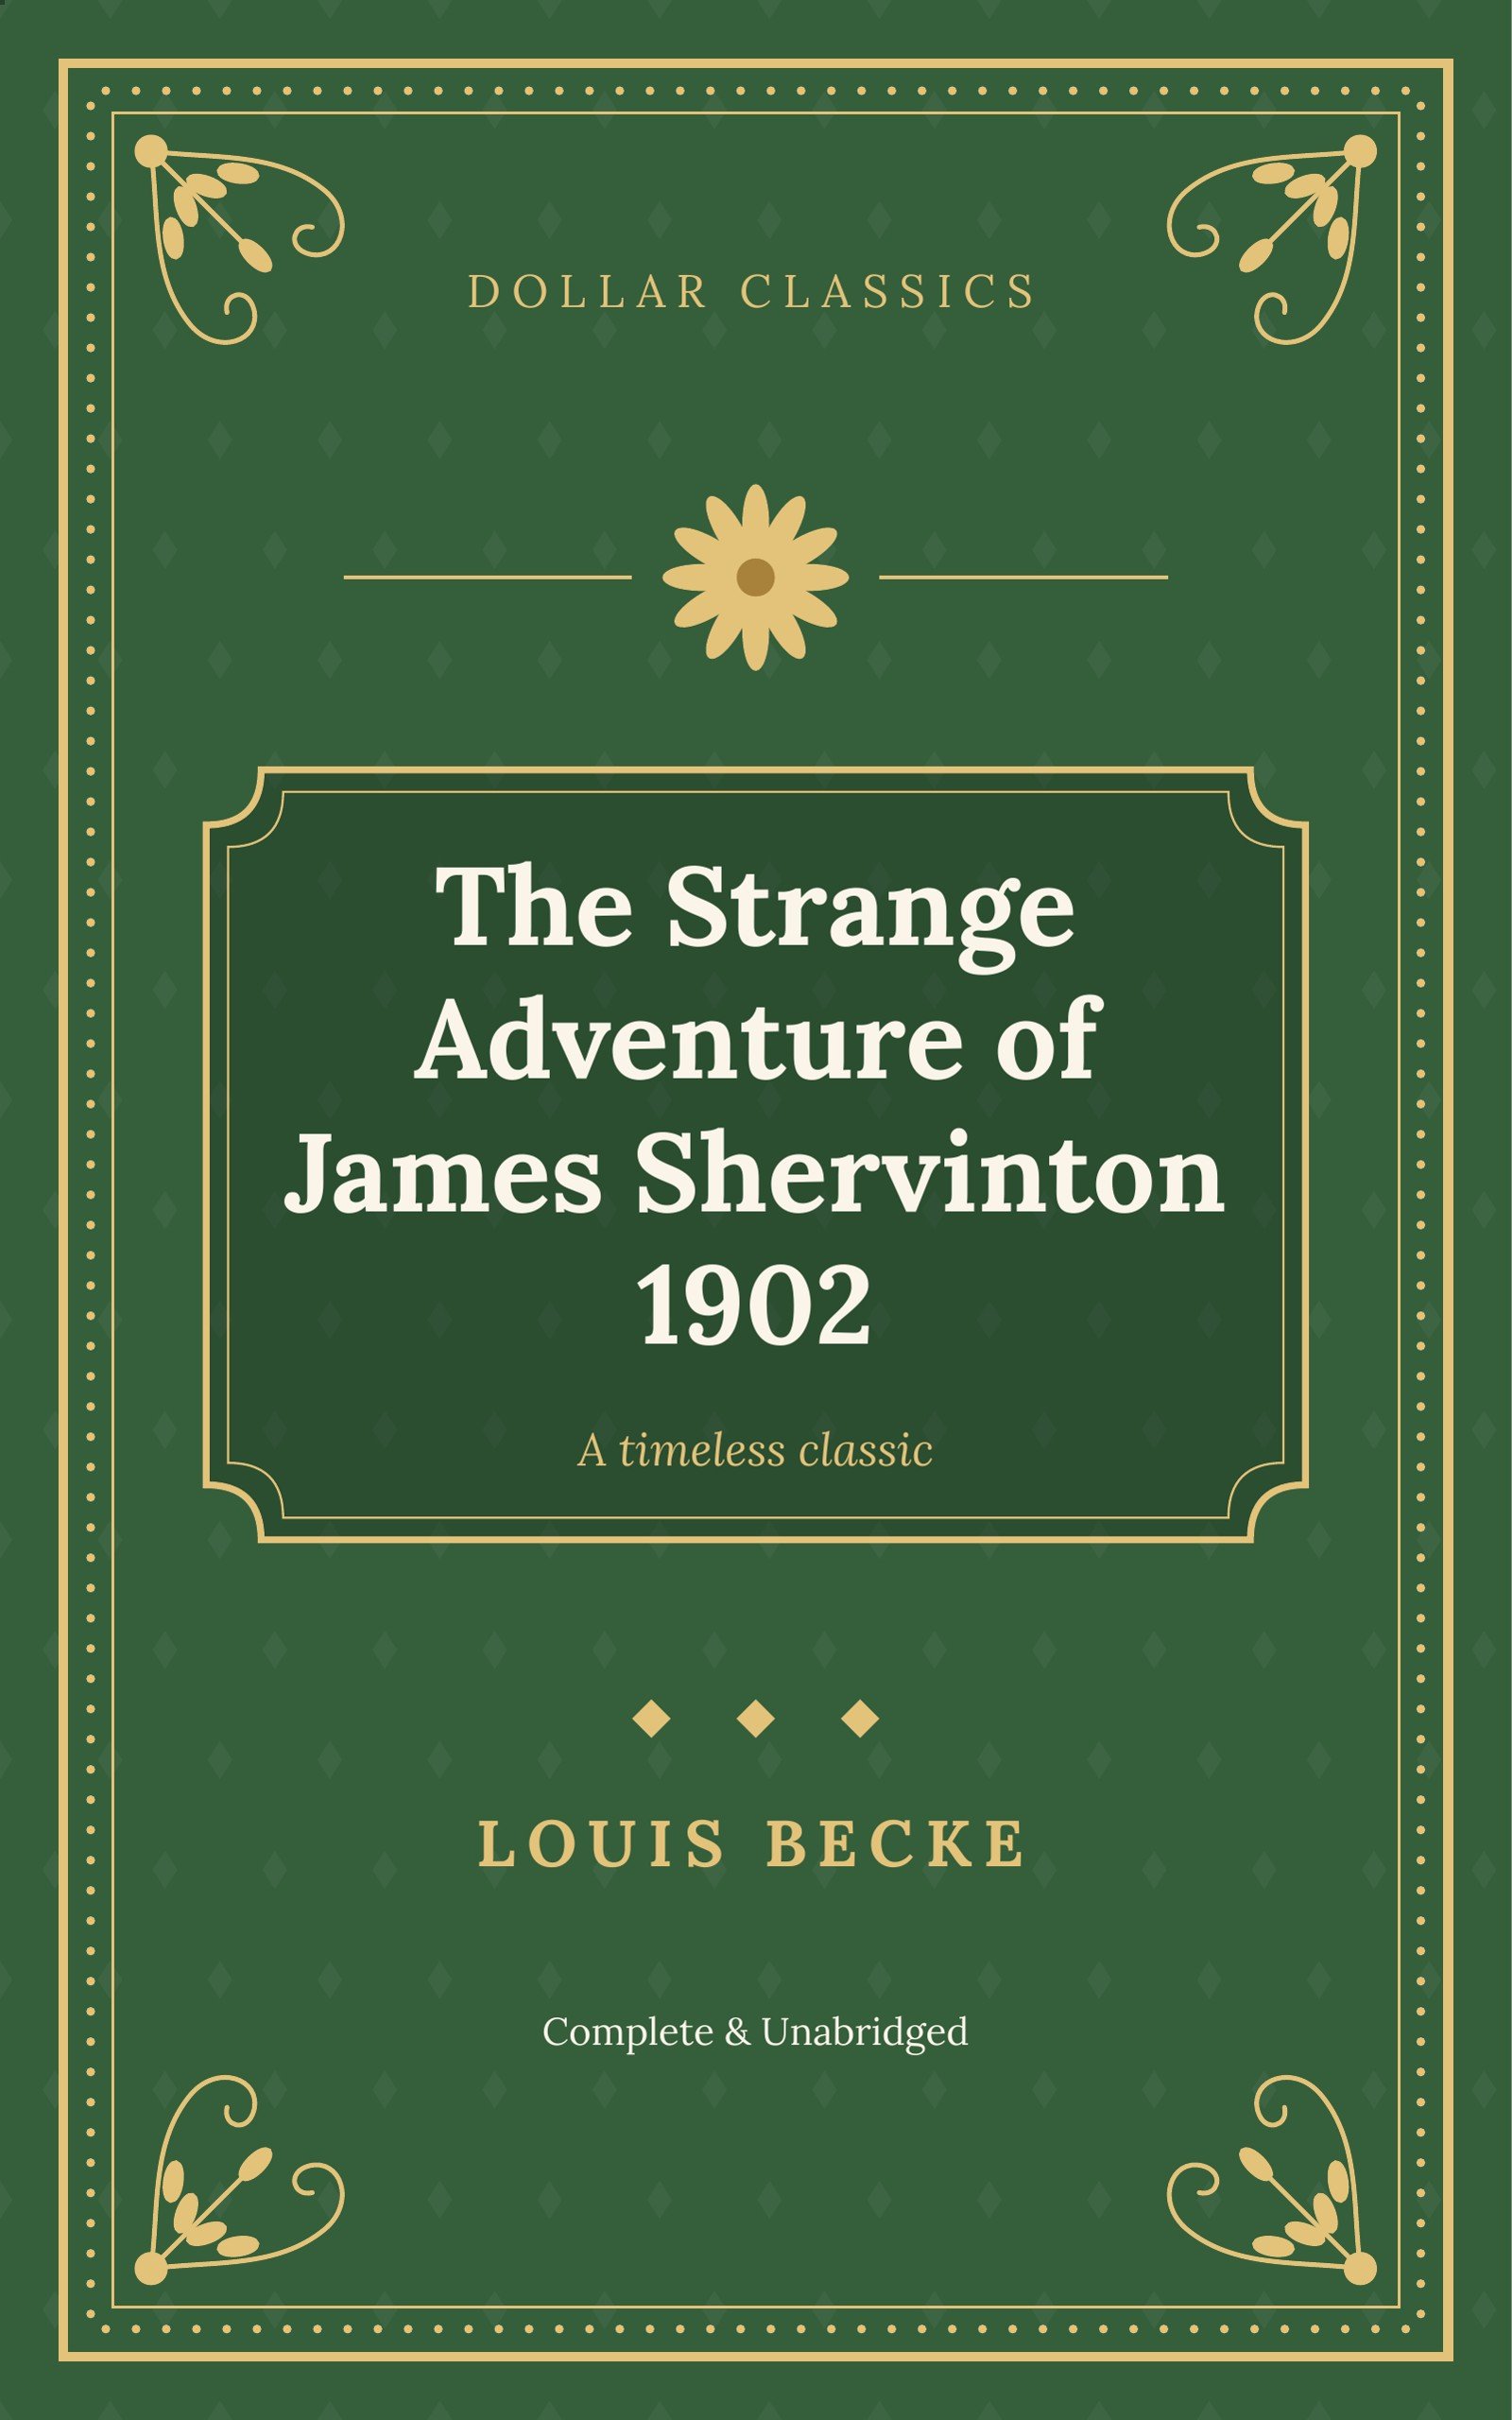 DOLLAR CLASSICS
The Strange
Adventure of
James Shervinton
1902
A timeless classic
LOUIS BECKE
Complete & Unabridged